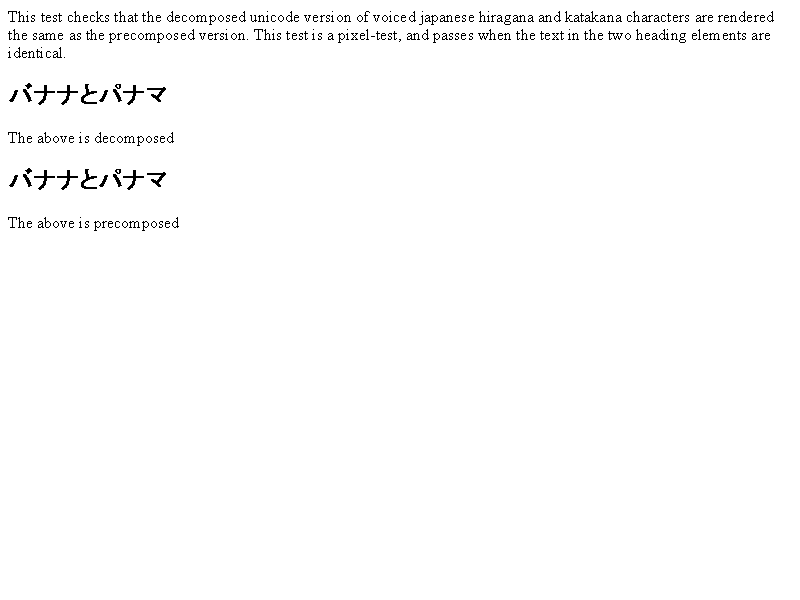 This test checks that the decomposed unicode version of voiced japanese hiragana and katakana characters are rendered
the same as the precomposed version. This test is a pixel-test, and passes when the text in the two heading elements are
identical.
バナナとパナマ
The above is decomposed
バナナとパナマ
The above is precomposed